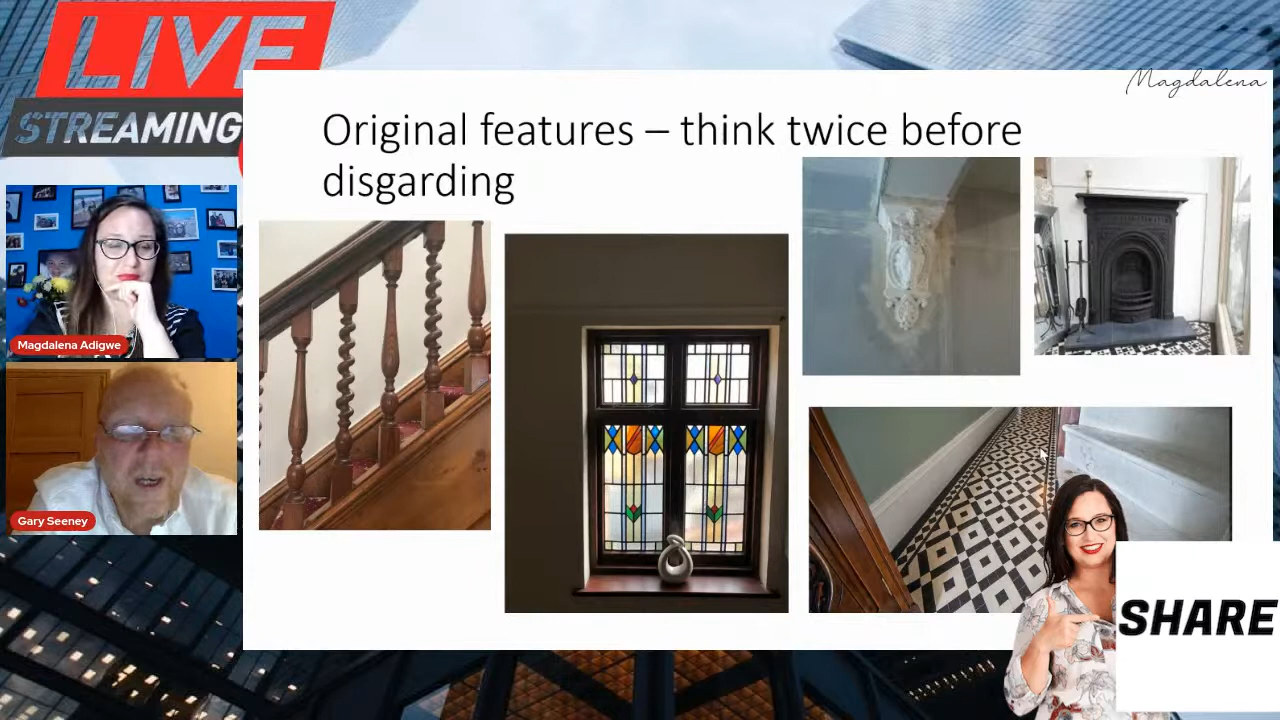 LIVE
STREAMING
Magdalena
Original features – think twice before
disgarding
Magdalena Adigwe
Gary Seeney
SHARE